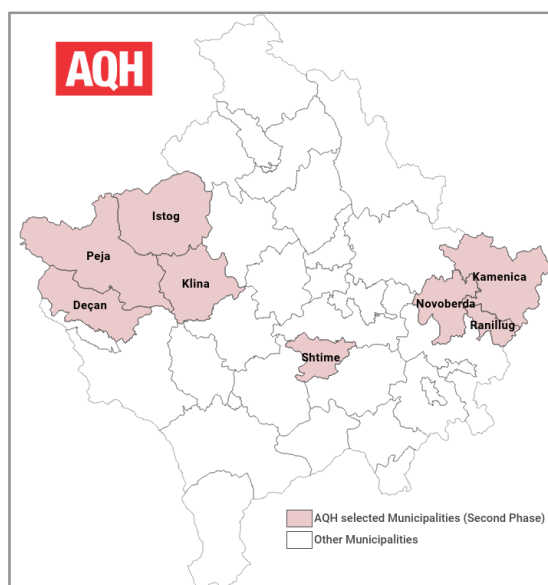 AQH
Istog
Peja
Klina
Deçan
Kamenica
Novoberda
Ranillug
Shtime
AQH selected Municipalities (Second Phase)
Other Municipalities